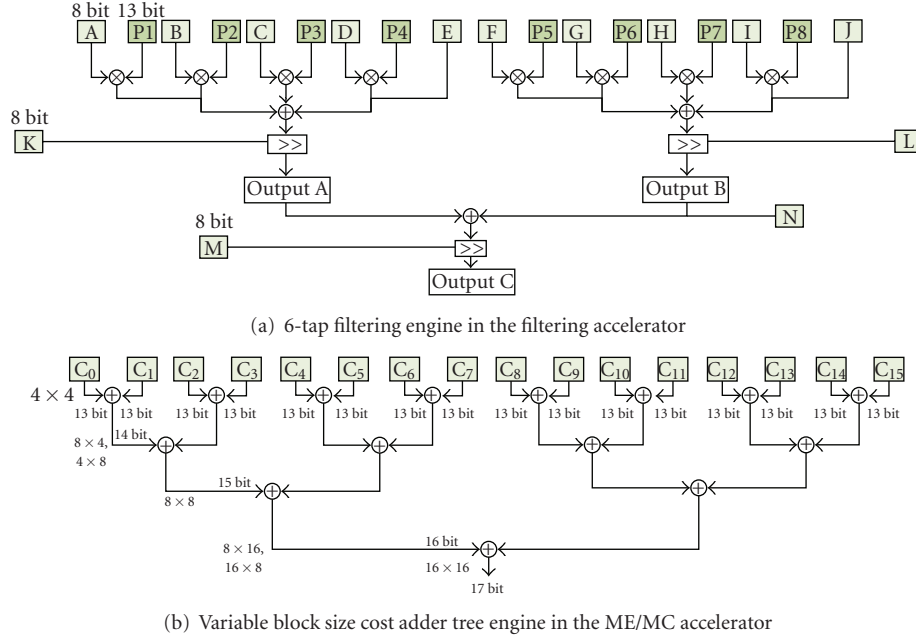 8 bit 13 bit
A P1 B P2 C P3 D P4 E F P5 G P6 H P7 I P8 J
8 bit
K >> >> L
Output A Output B
8 bit
M >> N
Output C
(a) 6-tap filtering engine in the filtering accelerator
C0 C1 C2 C3 C4 C5 C6 C7 C8 C9 C10 C11 C12 C13 C14 C15
4 × 4
13 bit 13 bit 13 bit 13 bit 13 bit 13 bit 13 bit 13 bit 13 bit 13 bit 13 bit 13 bit 13 bit 13 bit 13 bit 13 bit
8 × 4, 14 bit
4 × 8
15 bit
8 × 8
8 × 16, 16 bit
16 × 8 16 × 16
17 bit
(b) Variable block size cost adder tree engine in the ME/MC accelerator